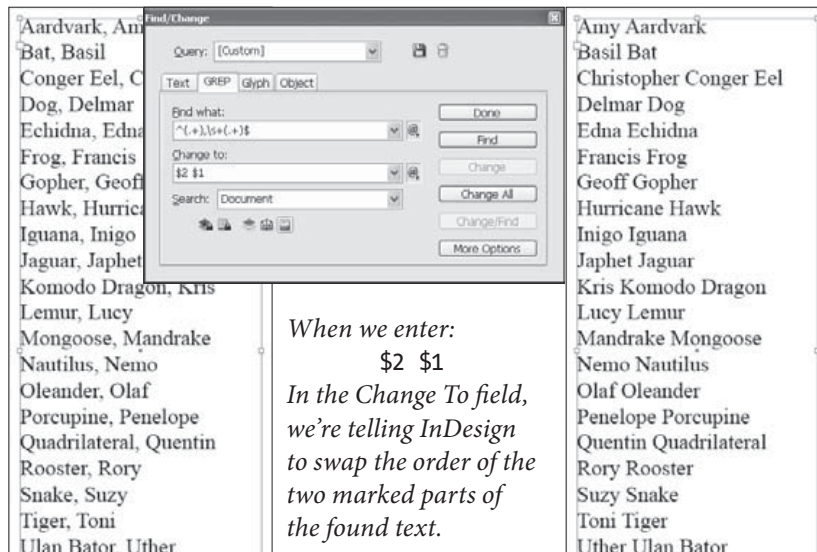 Aardvark, Am
Bat, Basil
Conger Eel, C
Dog, Delmar
Echidna, Edna
Frog, Francis
Gopher, Geoff
Hawk, Hurrica
Iguana, Inigo
Jaguar, Japhet
Komodo Dragon, Kris
Lemur, Lucy
Mongoose, Mandrake
Nautilus, Nemo
Oleander, Olaf
Porcupine, Penelope
Quadrilateral, Quentin
Rooster, Rory
Snake, Suzy
Tiger, Toni
Ulan Bator, Uther
Find/Change
Query: [Custom]
Text GREP Glyph Object
Find what:
^(.+),\s+(.+)$
Change to:
$2 $1
Search: Document
Done
Find
Change
Change All
Change/Find
More Options
When we enter:
$2 $1
In the Change To field,
we're telling InDesign
to swap the order of the
two marked parts of
the found text.
Amy Aardvark
Basil Bat
Christopher Conger Eel
Delmar Dog
Edna Echidna
Francis Frog
Geoff Gopher
Hurricane Hawk
Inigo Iguana
Japhet Jaguar
Kris Komodo Dragon
Lucy Lemur
Mandrake Mongoose
Nemo Nautilus
Olaf Oleander
Penelope Porcupine
Quentin Quadrilateral
Rory Rooster
Suzy Snake
Toni Tiger
Uther Ulan Bator